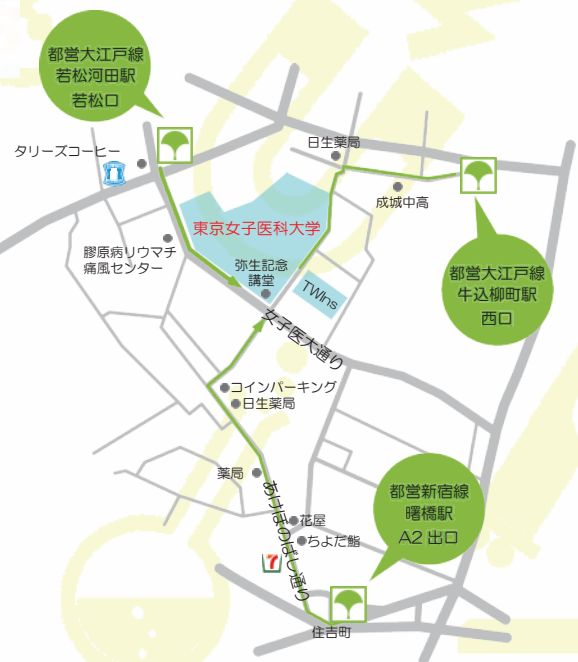 都営大江戸線
若松河田駅
若松口
タリーズコーヒー
日生薬局
成城中高
東京女子医科大学
膠原病リウマチ
痛風センター
弥生記念
講堂
TWIns
都営大江戸線
牛込柳町駅
西口
女子医大通り
コインパーキング
日生薬局
薬局
あけぼのばし通り
花屋
ちよだ鮨
7
都営新宿線
曙橋駅
A2 出口
住吉町